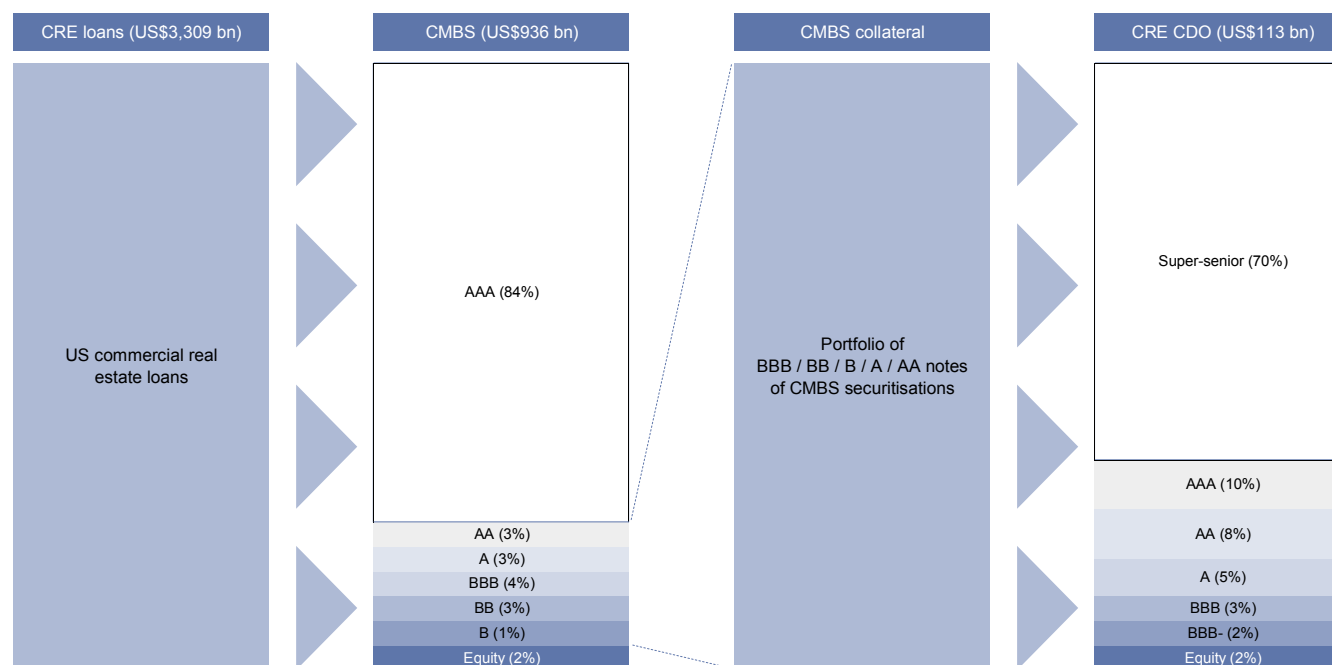 CRE loans (US$3,309 bn)
CMBS (US$936 bn)
CMBS collateral
CRE CDO (US$113 bn)
US commercial real
estate loans
AAA (84%)
AA (3%)
A (3%)
BBB (4%)
BB (3%)
B (1%)
Equity (2%)
Portfolio of
BBB / BB / B / A / AA notes
of CMBS securitisations
Super-senior (70%)
AAA (10%)
AA (8%)
A (5%)
BBB (3%)
BBB- (2%)
Equity (2%)